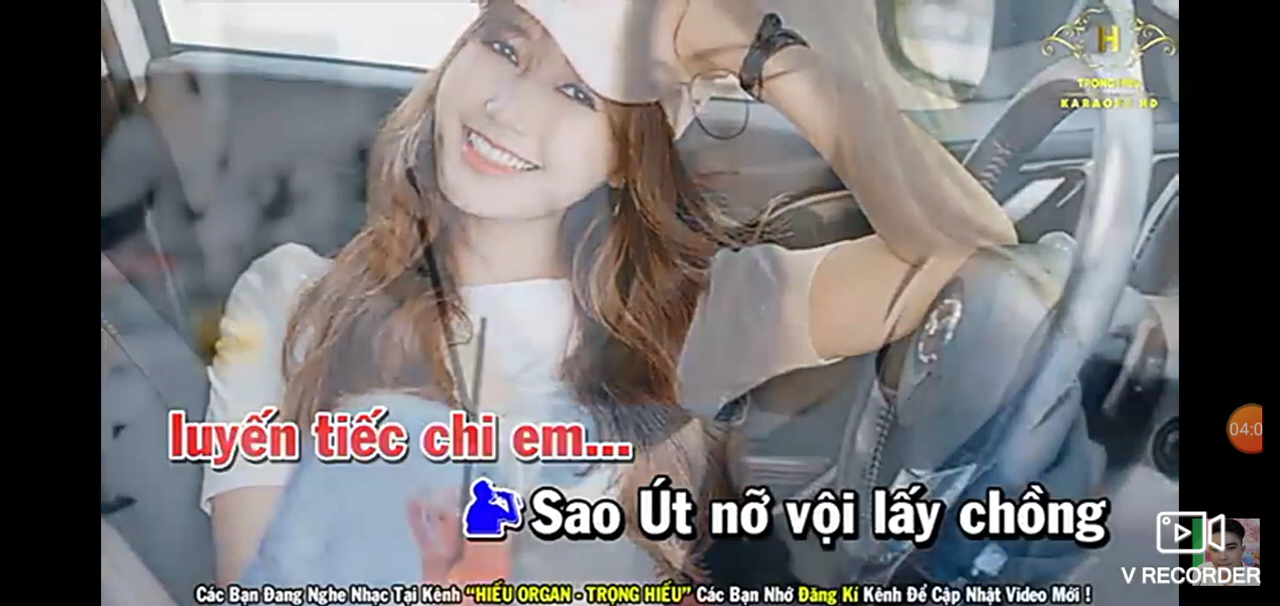 H
TRỌNG HIẾU
KARAOKE HD
luyến tiếc chi em...
Sao Út nỡ vội lấy chồng
04:0
V RECORDER
Các Bạn Đang Nghe Nhạc Tại Kênh “HIẾU ORGAN - TRỌNG HIẾU” Các Bạn Nhớ Đăng Kí Kênh Để Cập Nhật Video Mới !